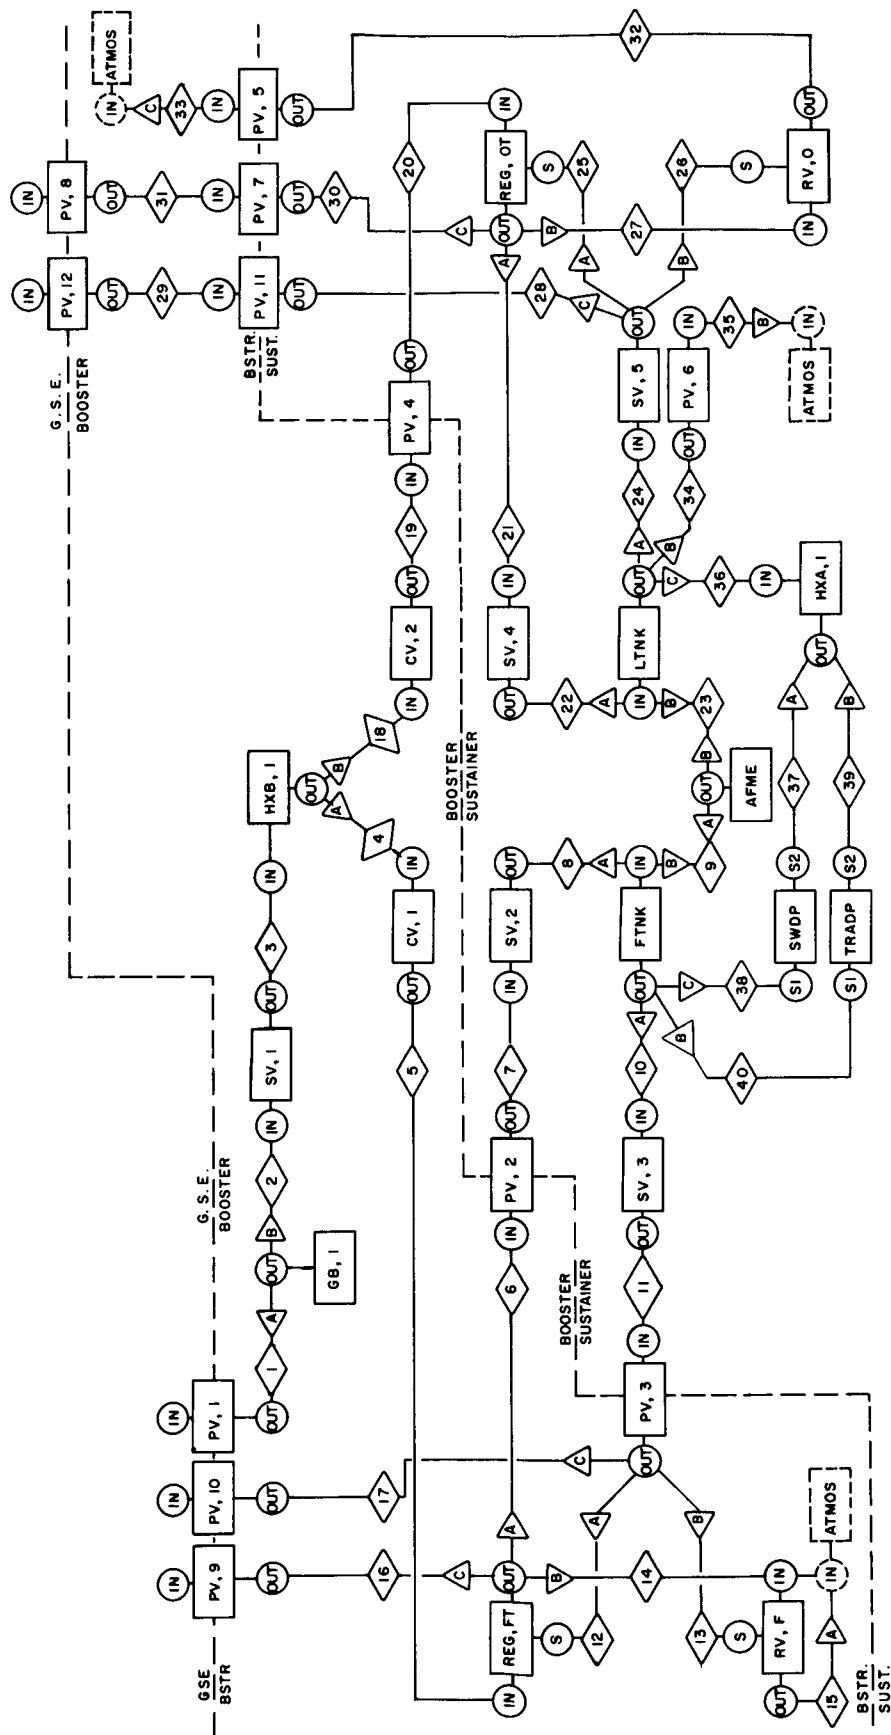 IN
IN
G. S. E.
BOOSTER
PV, 12
PV, 8
OUT
OUT
29
31
ATMOS
IN
C
33
IN
IN
IN
BSTR.
SUST.
PV, 11
PV, 7
PV, 5
OUT
OUT
OUT
30
32
IN
IN
IN
GSE
BSTR
PV, 9
PV, 10
PV, 1
G. S. E.
BOOSTER
OUT
OUT
OUT
1
A
OUT
B
2
IN
SV, 1
OUT
3
IN
HXB, 1
GB, 1
OUT
A
B
4
18
16
17
5
OUT
CV, 1
IN
IN
CV, 2
OUT
19
IN
PV, 4
OUT
20
C
BOOSTER
SUSTAINER
IN
REG, FT
OUT
A
6
IN
PV, 2
OUT
7
IN
SV, 2
OUT
OUT
SV, 4
IN
21
A
OUT
REG, OT
IN
C
28
C
S
12
B
A
C
BOOSTER
SUSTAINER
8
A
22
A
S
25
A
B
14
OUT
PV, 3
IN
11
OUT
SV, 3
IN
10
A
OUT
FTNK
IN
IN
LTNK
OUT
A
24
IN
SV, 5
OUT
B
27
B
C
B
B
C
B
S
13
B
38
9
A
OUT
B
23
36
34
OUT
PV, 6
IN
35
B
IN
26
S
40
AFME
OUT
RV, F
IN
IN
S1
SWDP
S2
37
A
IN
ATMOS
IN
RV, O
OUT
15
A
IN
ATMOS
OUT
HXA, 1
BSTR.
SUST.
S1
TRADP
S2
39
B